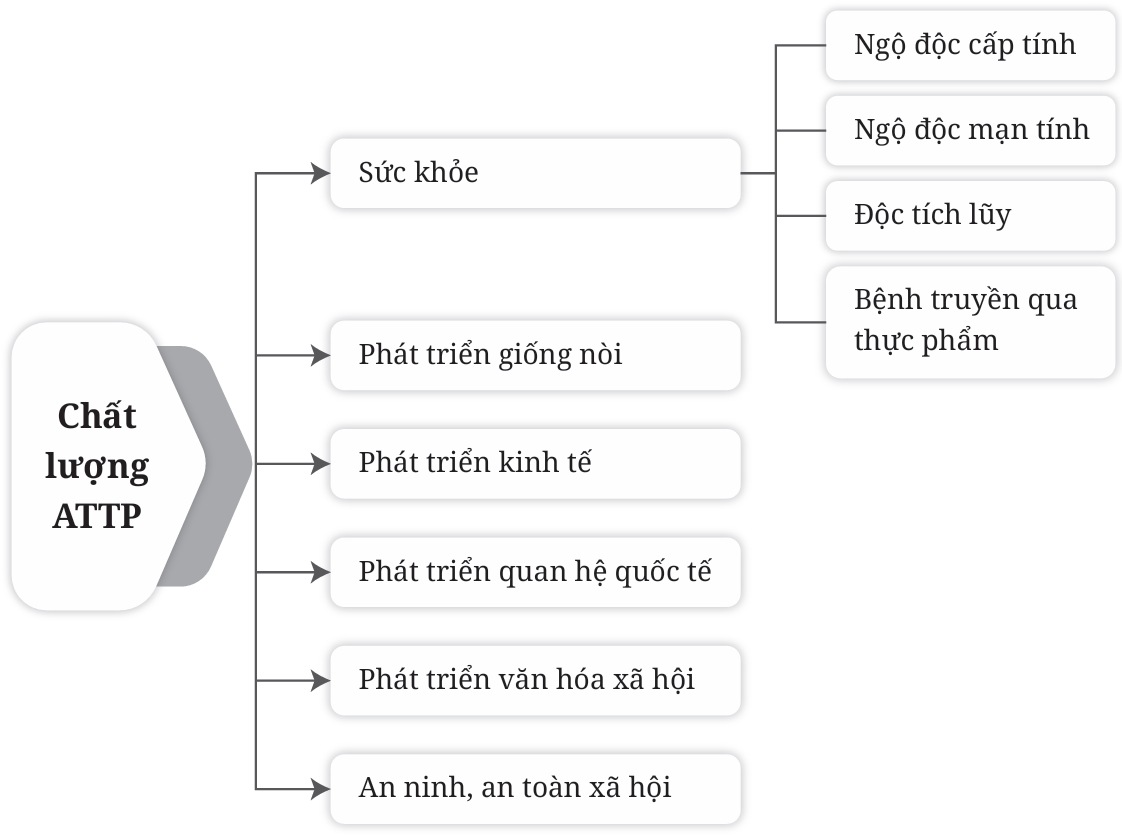 Chất
lượng
ATTP
Sức khỏe
Ngộ độc cấp tính
Ngộ độc mạn tính
Độc tích lũy
Bệnh truyền qua
thực phẩm
Phát triển giống nòi
Phát triển kinh tế
Phát triển quan hệ quốc tế
Phát triển văn hóa xã hội
An ninh, an toàn xã hội